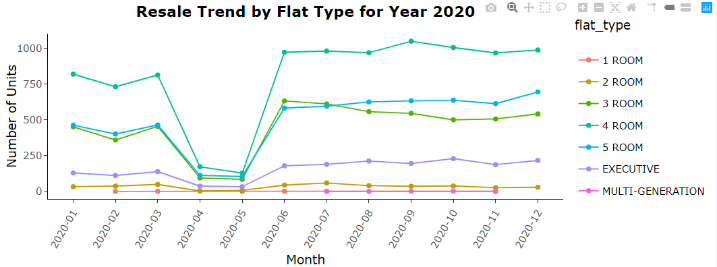 Resale Trend by Flat Type for Year 2020
flat_type
1 ROOM
2 ROOM
3 ROOM
4 ROOM
5 ROOM
EXECUTIVE
MULTI-GENERATION
Number of Units
1000
750
500
250
0
2020-01
2020-02
2020-03
2020-04
2020-05
2020-06
2020-07
2020-08
2020-09
2020-10
2020-11
2020-12
Month